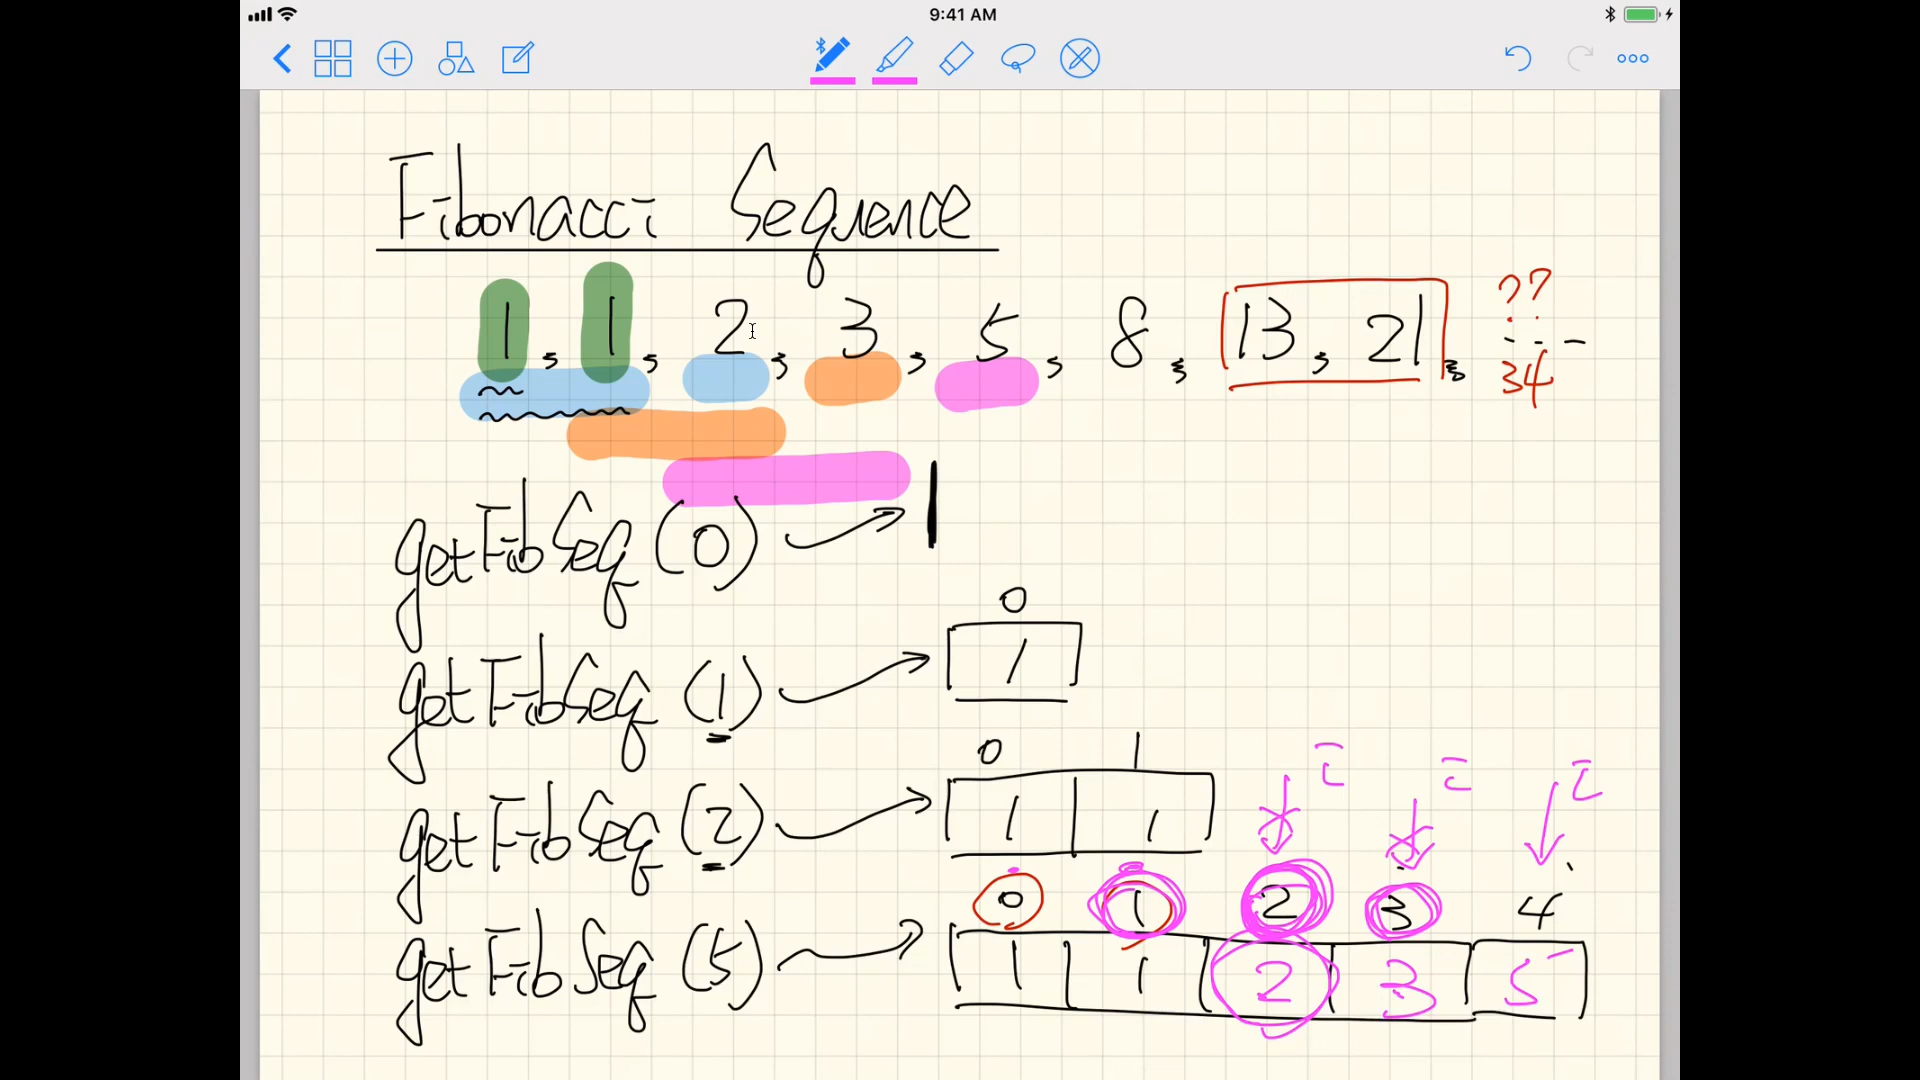 9:41 AM
Fibonacci Sequence
1, 1, 2, 3, 5, 8, 13, 21, ---
??
34
getFibSeq (0)
0
getFibSeq (1) 1
0 1
getFibSeq (2) 1 1
i i i
0 1 2 3 4
getFibSeq (5) 1 1 2 3 5